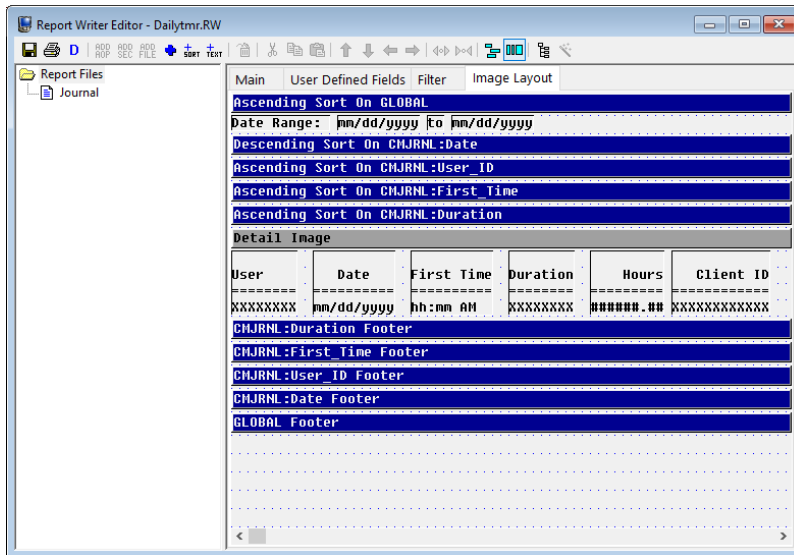 Report Writer Editor - Dailytmr.RW
D ADD AOP ADD SEC ADD FILE SORT TEXT
Report Files
Journal
Main User Defined Fields Filter Image Layout
Ascending Sort On GLOBAL
Date Range: mm/dd/yyyy to mm/dd/yyyy
Descending Sort On CMJRNL:Date
Ascending Sort On CMJRNL:User_ID
Ascending Sort On CMJRNL:First_Time
Ascending Sort On CMJRNL:Duration
Detail Image
User Date First Time Duration Hours Client ID
======== ========== ========== ======== ========= ============
XXXXXXXX mm/dd/yyyy hh:mm AM XXXXXXXX ######.## XXXXXXXXXXXX
CMJRNL:Duration Footer
CMJRNL:First_Time Footer
CMJRNL:User_ID Footer
CMJRNL:Date Footer
GLOBAL Footer